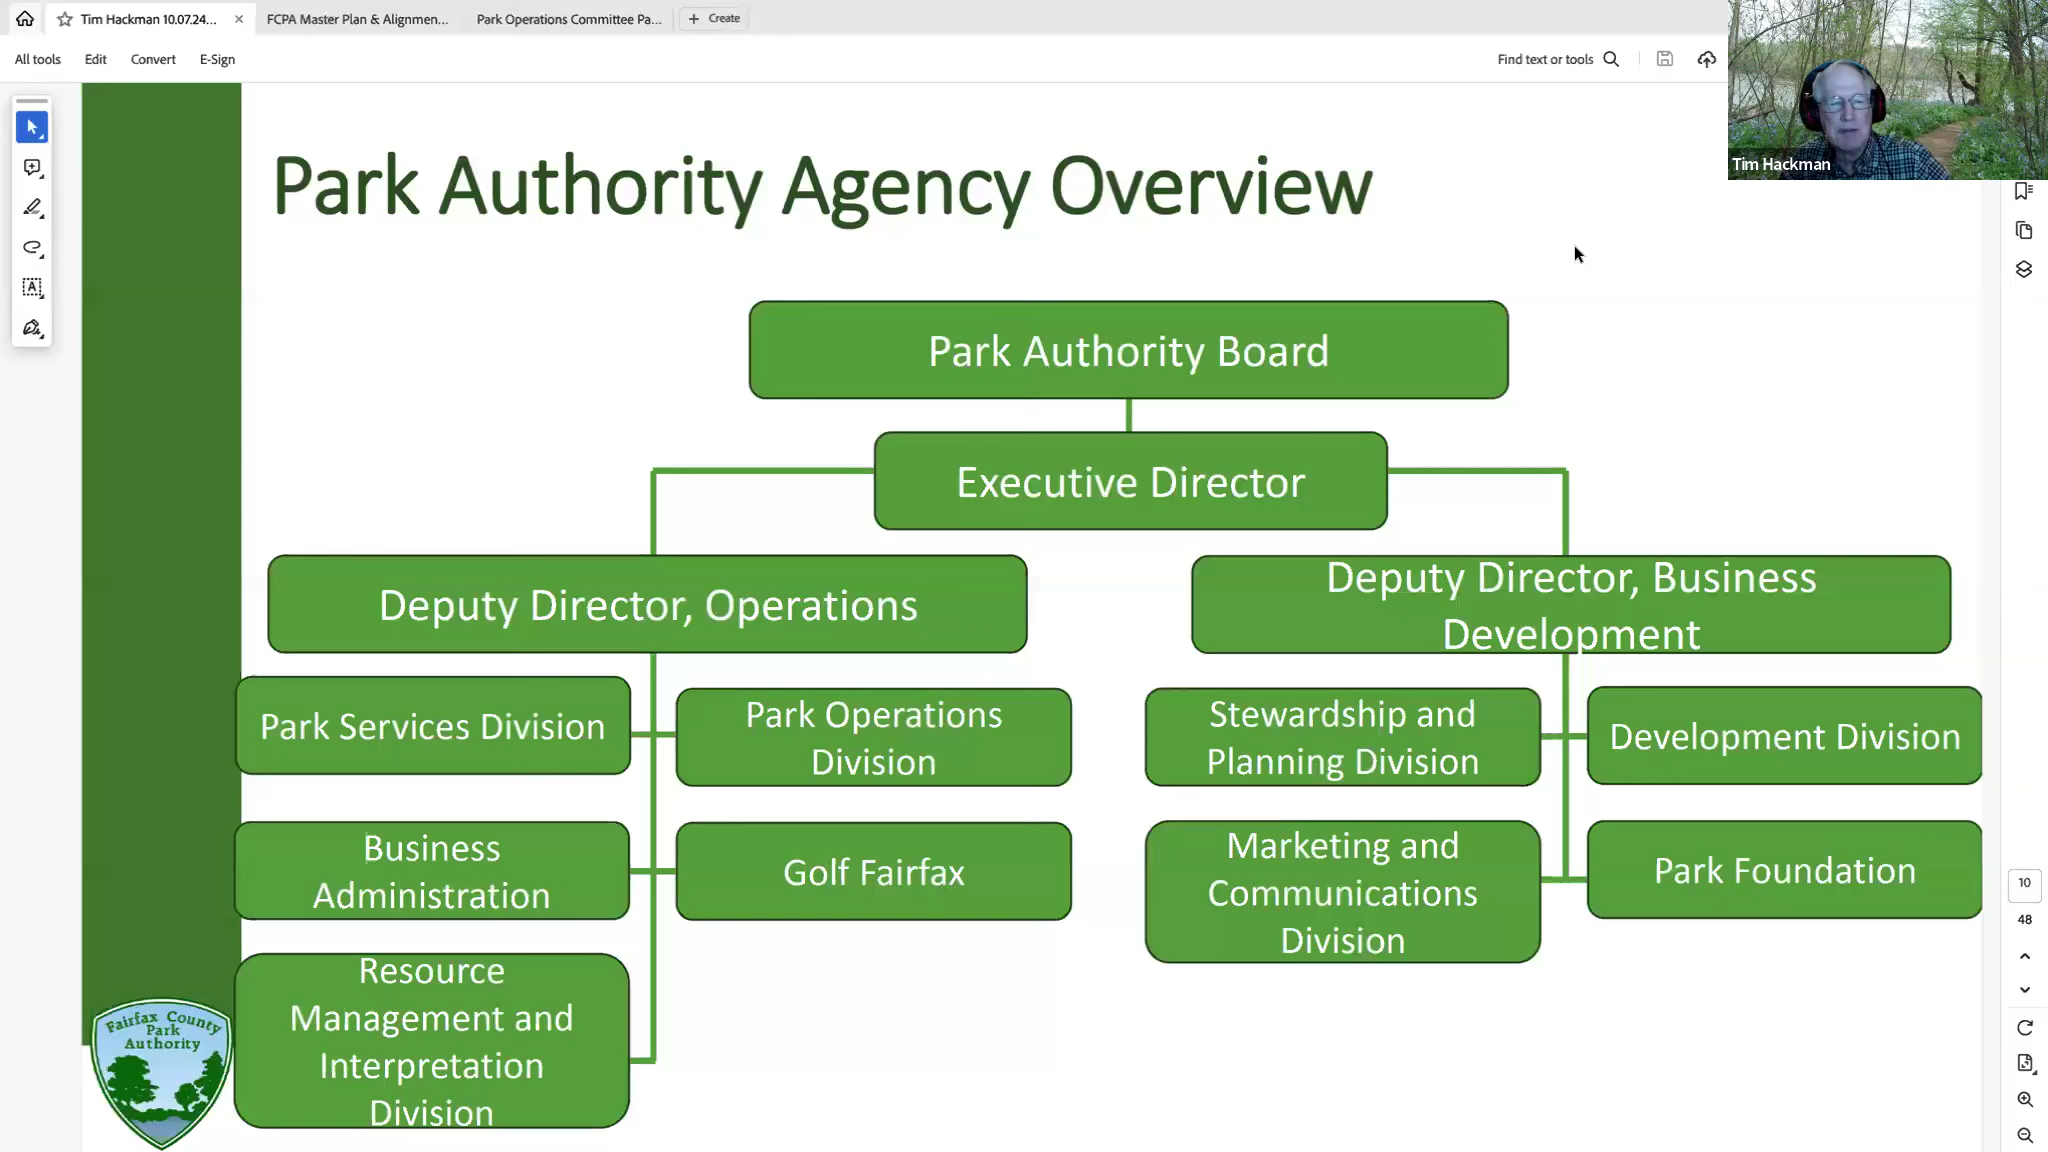 Tim Hackman 10.07.24...
FCPA Master Plan & Alignmen...
Park Operations Committee Pa...
Create
All tools
Edit
Convert
E-Sign
Find text or tools
Tim Hackman
Park Authority Agency Overview
Park Authority Board
Executive Director
Deputy Director, Operations
Deputy Director, Business
Development
Park Services Division
Park Operations
Division
Stewardship and
Planning Division
Development Division
Business
Administration
Golf Fairfax
Marketing and
Communications
Division
Park Foundation
Resource
Management and
Interpretation
Division
Fairfax County
Park
Authority
10
48